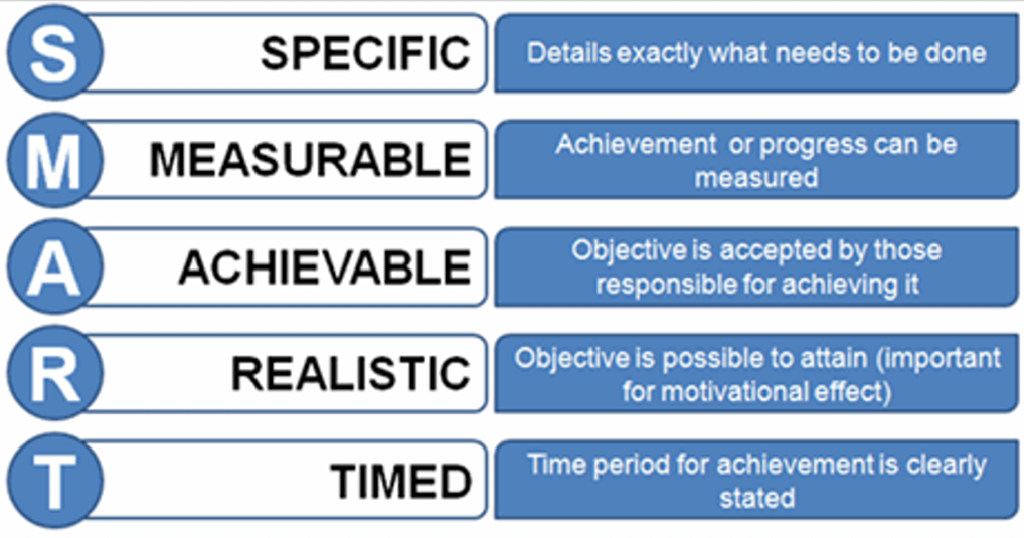 S SPECIFIC Details exactly what needs to be done
M MEASURABLE Achievement or progress can be
measured
A ACHIEVABLE Objective is accepted by those
responsible for achieving it
R REALISTIC Objective is possible to attain (important
for motivational effect)
T TIMED Time period for achievement is clearly
stated